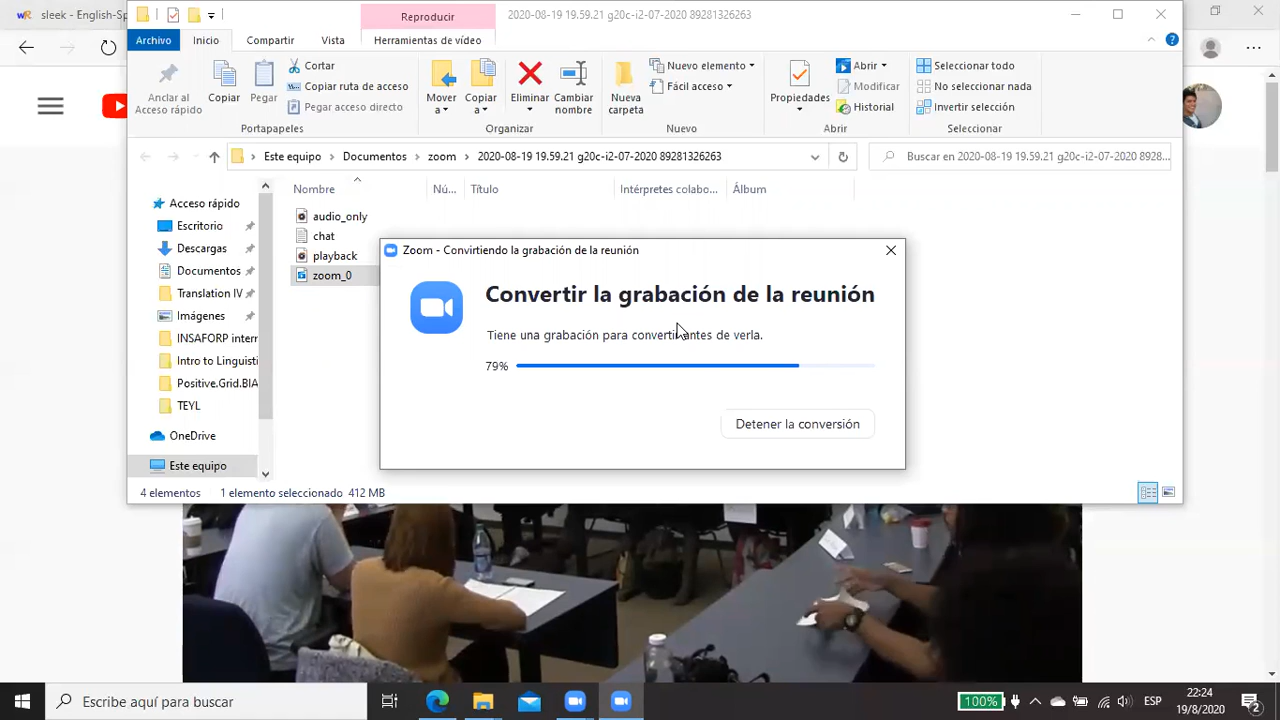 sleek - English-Sp
Reproducir
2020-08-19 19.59.21 g20c-i2-07-2020 89281326263
Archivo
Inicio
Compartir
Vista
Herramientas de vídeo
Anclar al Acceso rápido
Copiar
Pegar
Cortar
Copiar ruta de acceso
Pegar acceso directo
Mover a
Copiar a
Eliminar
Cambiar nombre
Nueva carpeta
Nuevo elemento
Fácil acceso
Propiedades
Abrir
Modificar
Historial
Seleccionar todo
No seleccionar nada
Invertir selección
Portapapeles
Organizar
Nuevo
Abrir
Seleccionar
Este equipo
Documentos
zoom
2020-08-19 19.59.21 g20c-i2-07-2020 89281326263
Buscar en 2020-08-19 19.59.21 g20c-i2-07-2020 8928...
Nombre
Nú...
Título
Intérpretes colabo...
Álbum
Acceso rápido
Escritorio
Descargas
Documentos
Translation IV
Imágenes
INSAFORP intern
Intro to Linguisti
Positive.Grid.BIA
TEYL
OneDrive
Este equipo
audio_only
chat
playback
zoom_0
Zoom - Convirtiendo la grabación de la reunión
Convertir la grabación de la reunión
Tiene una grabación para convertir antes de verla.
79%
Detener la conversión
4 elementos
1 elemento seleccionado 412 MB
Escribe aquí para buscar
100%
ESP
22:24
19/8/2020
2